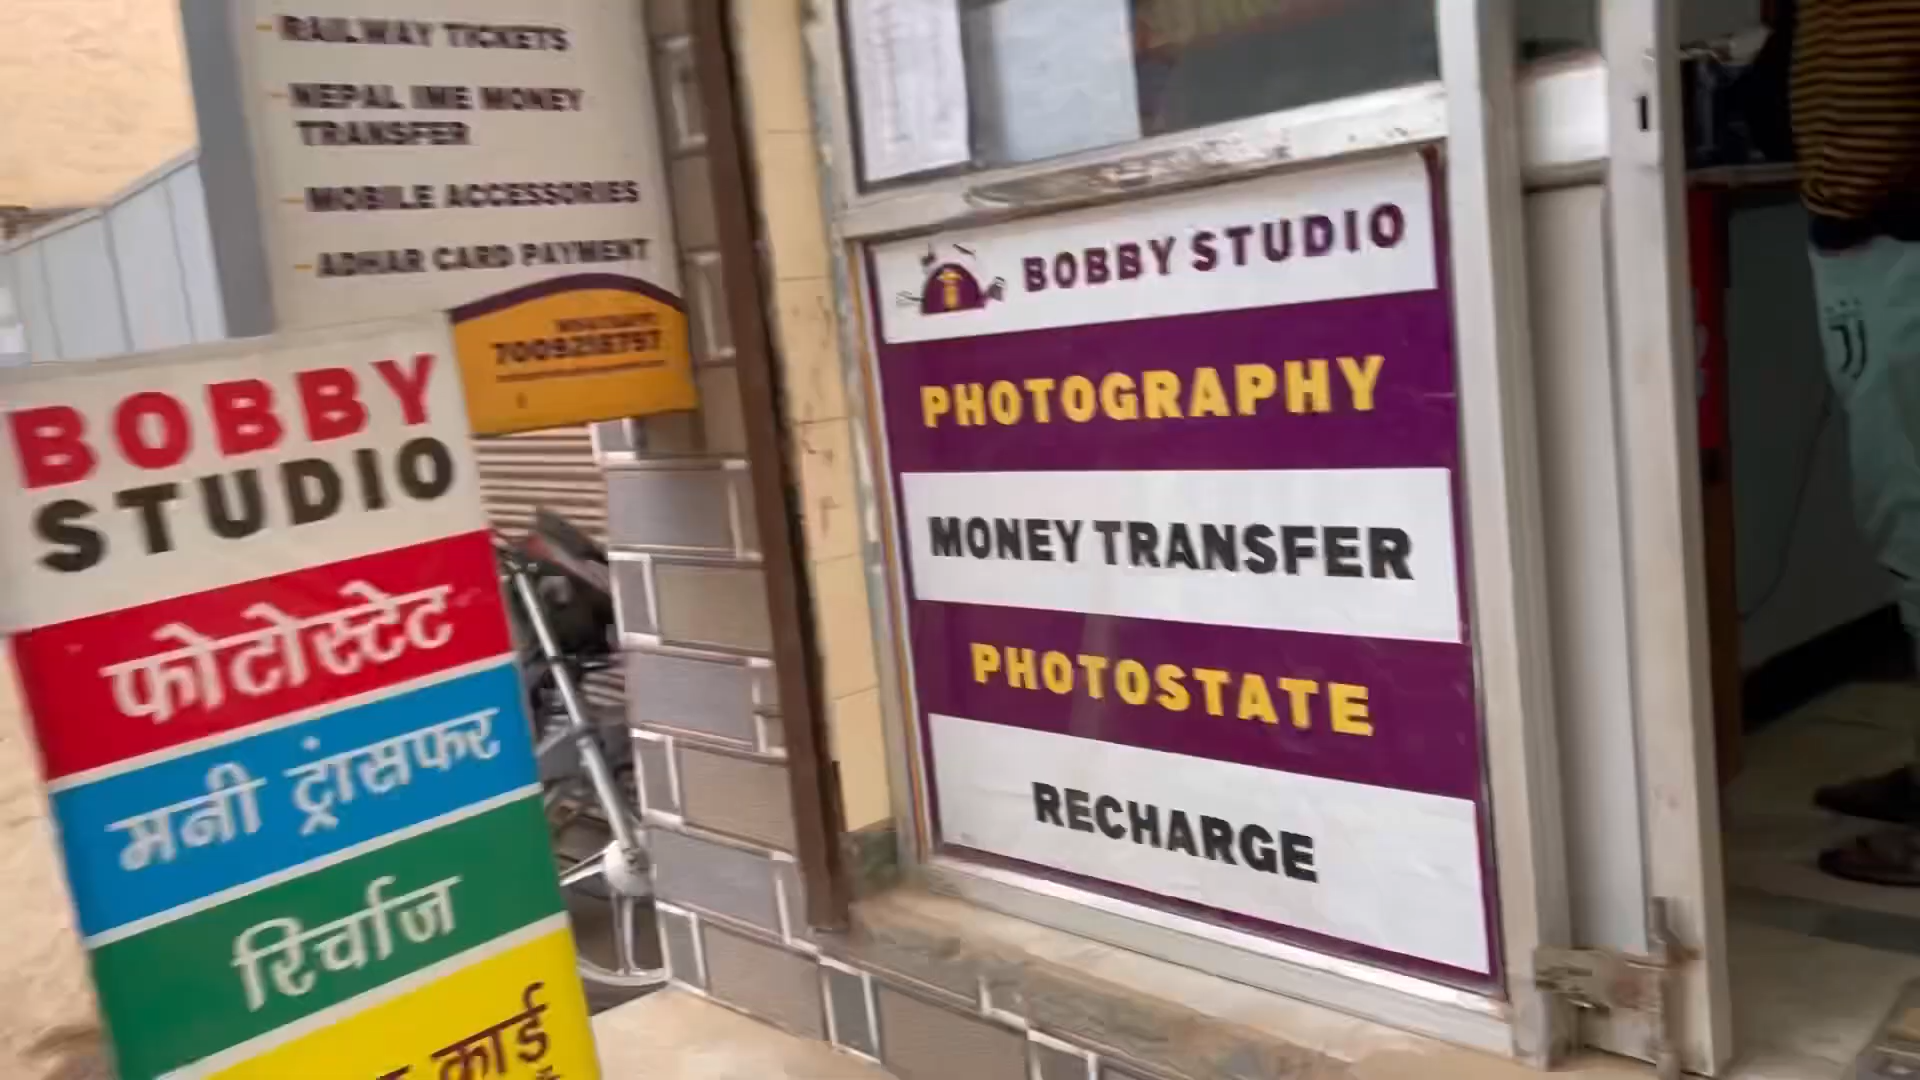 RAILWAY TICKETS
NEPAL IME MONEY
TRANSFER
MOBILE ACCESSORIES
ADHAR CARD PAYMENT
BOBBY
STUDIO
फोटोस्टेट
मनी ट्रांसफर
रिर्चाज
कार्ड
BOBBY STUDIO
PHOTOGRAPHY
MONEY TRANSFER
PHOTOSTATE
RECHARGE